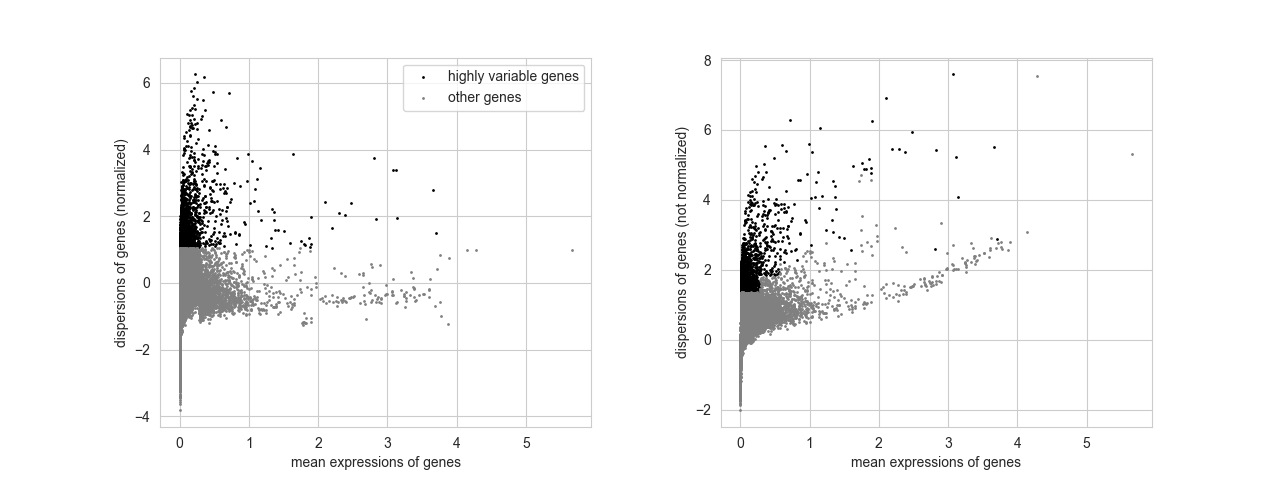 highly variable genes
other genes
dispersions of genes (normalized)
6
4
2
0
−2
−4
0 1 2 3 4 5
mean expressions of genes
dispersions of genes (not normalized)
8
6
4
2
0
−2
0 1 2 3 4 5
mean expressions of genes